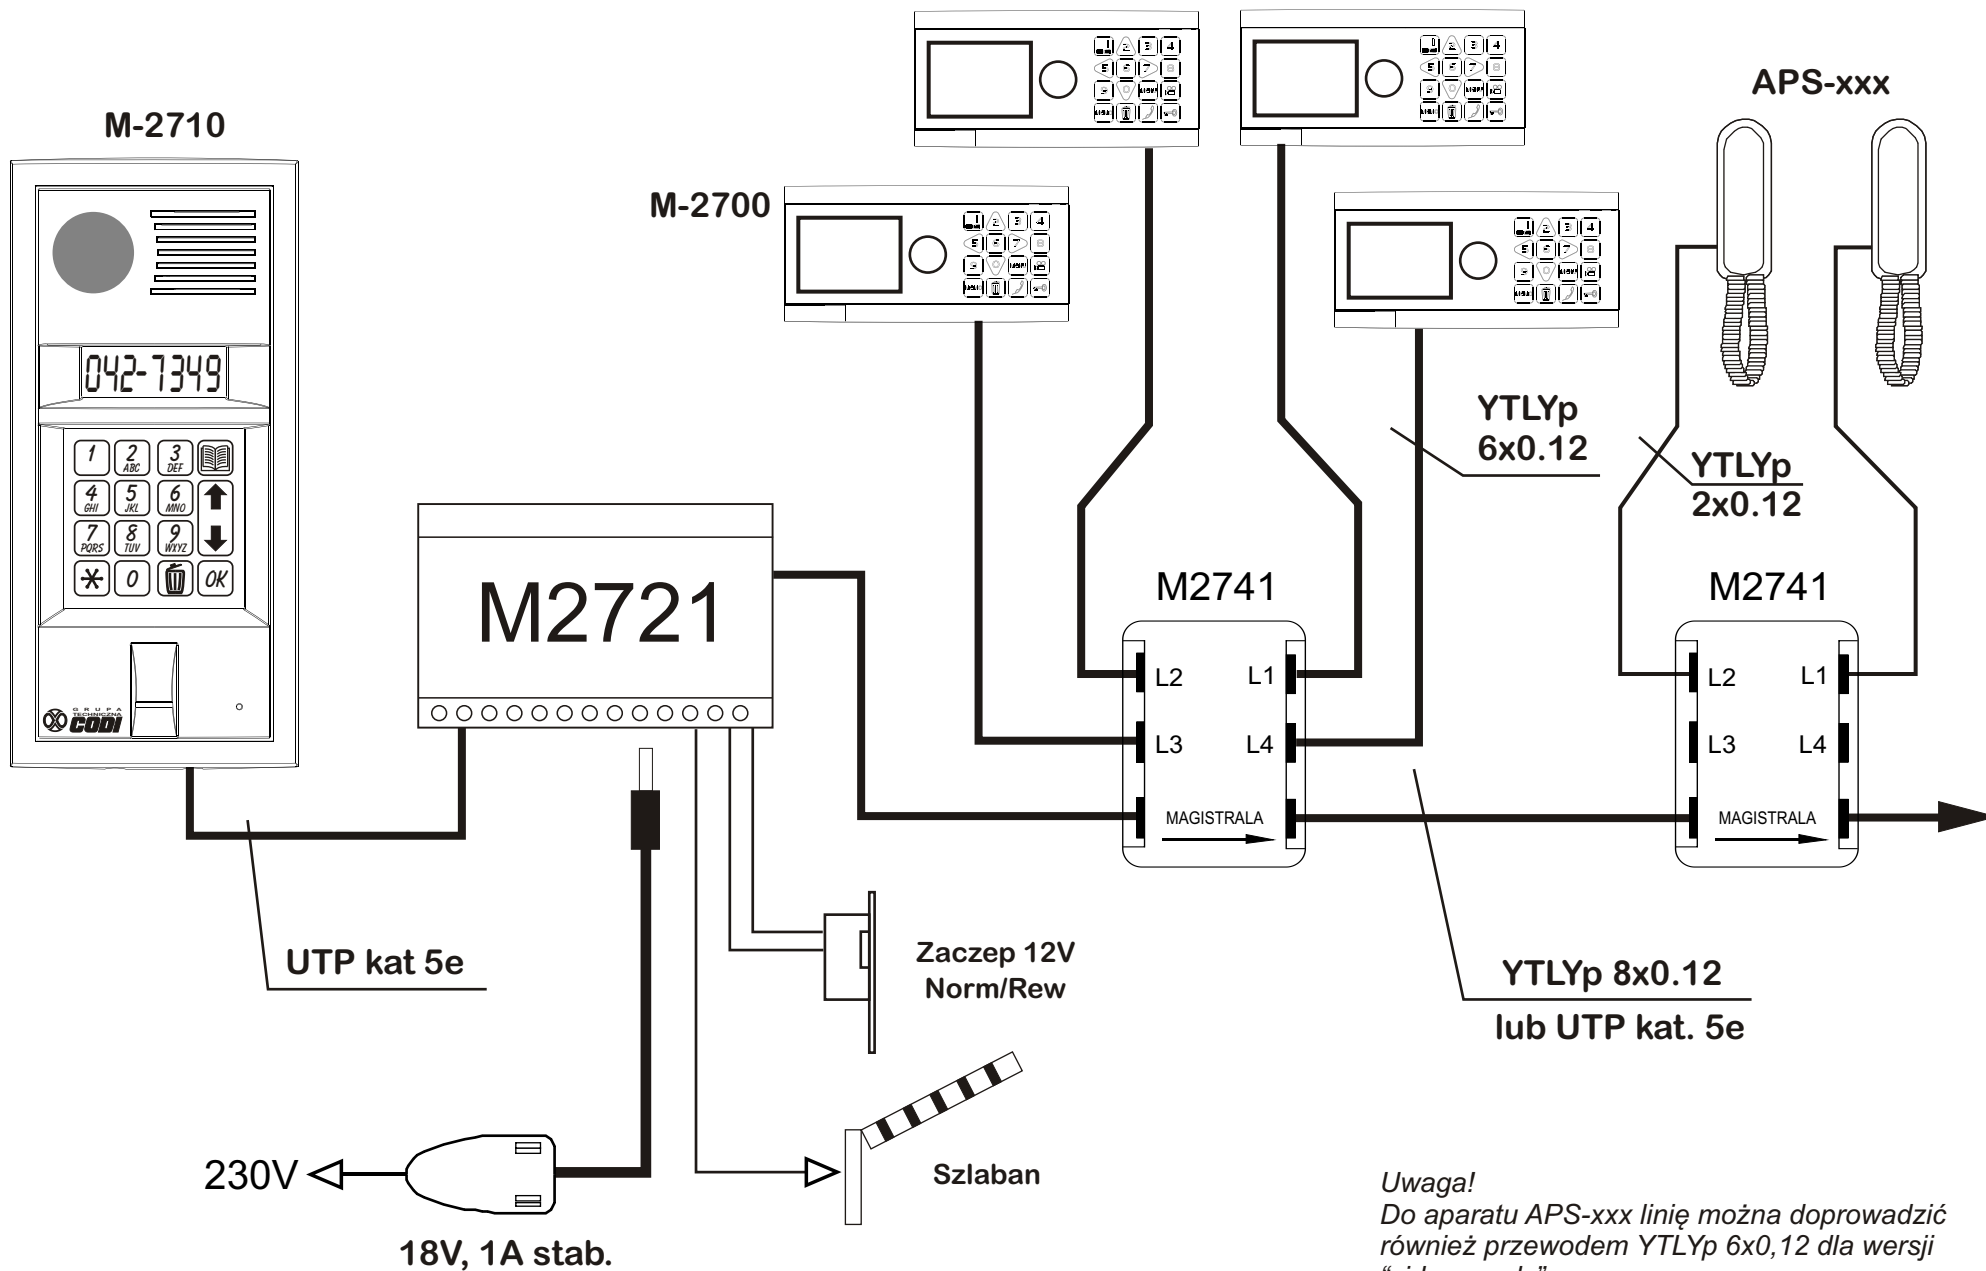 M-2710
042-7349
1
2
ABC
3
DEF
4
GHI
5
JKL
6
MNO
7
PQRS
8
TUV
9
WXYZ
0
OK
GRUPA
TECHNICZNA
CODI
UTP kat 5e
M2721
230V
18V, 1A stab.
Zaczep 12V
Norm/Rew
Szlaban
M-2700
YTLYp
6x0.12
APS-xxx
YTLYp
2x0.12
M2741
L2 L1
L3 L4
MAGISTRALA
M2741
L2 L1
L3 L4
MAGISTRALA
YTLYp 8x0.12
lub UTP kat. 5e
Uwaga!
Do aparatu APS-xxx linię można doprowadzić
również przewodem YTLYp 6x0,12 dla wersji